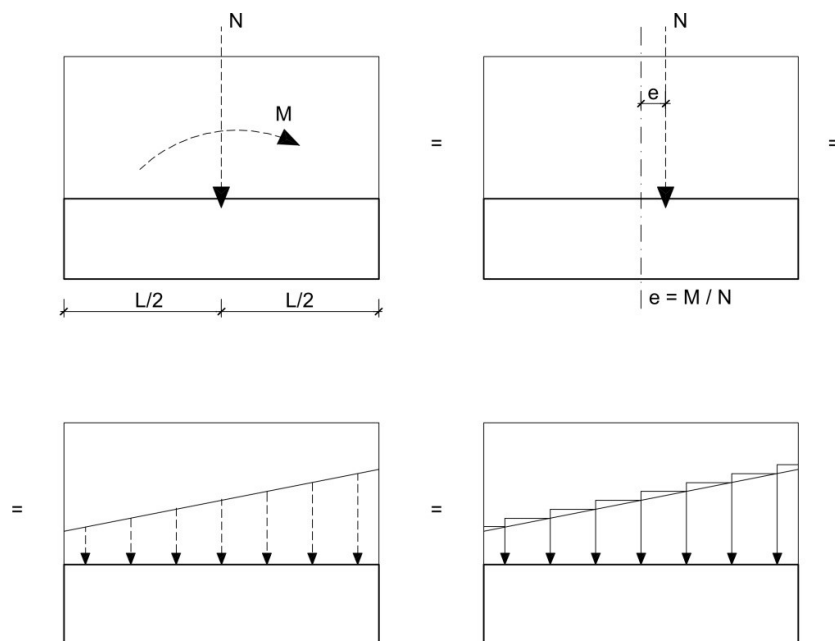 N
N
e
M
=
=
L/2
L/2
e = M / N
=
=